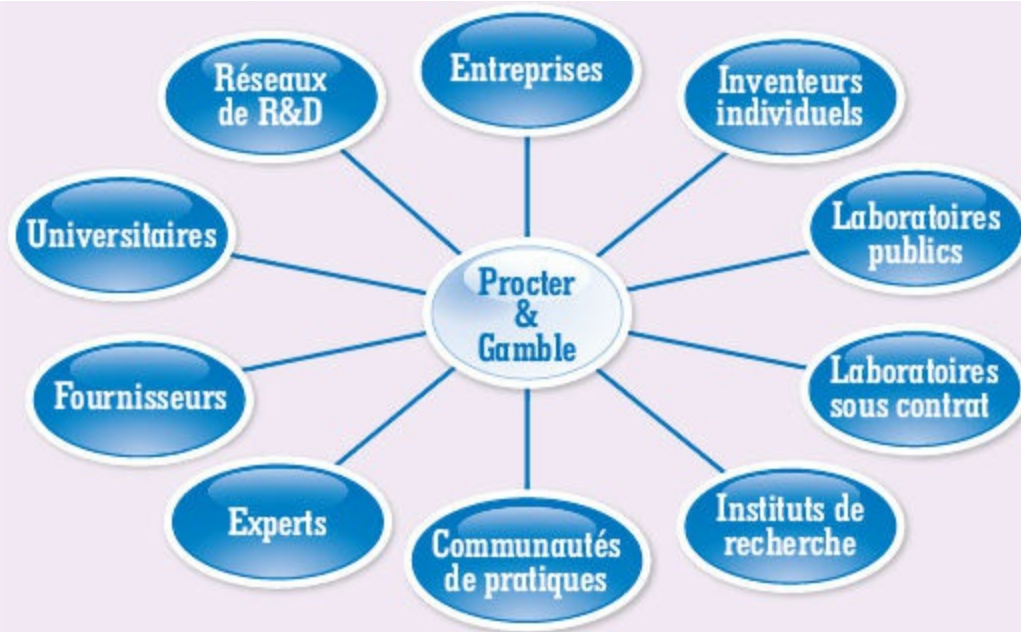 Réseaux
de R&D
Entreprises
Inventeurs
individuels
Universitaires
Laboratoires
publics
Procter
&
Gamble
Fournisseurs
Laboratoires
sous contrat
Experts
Communautés
de pratiques
Instituts de
recherche